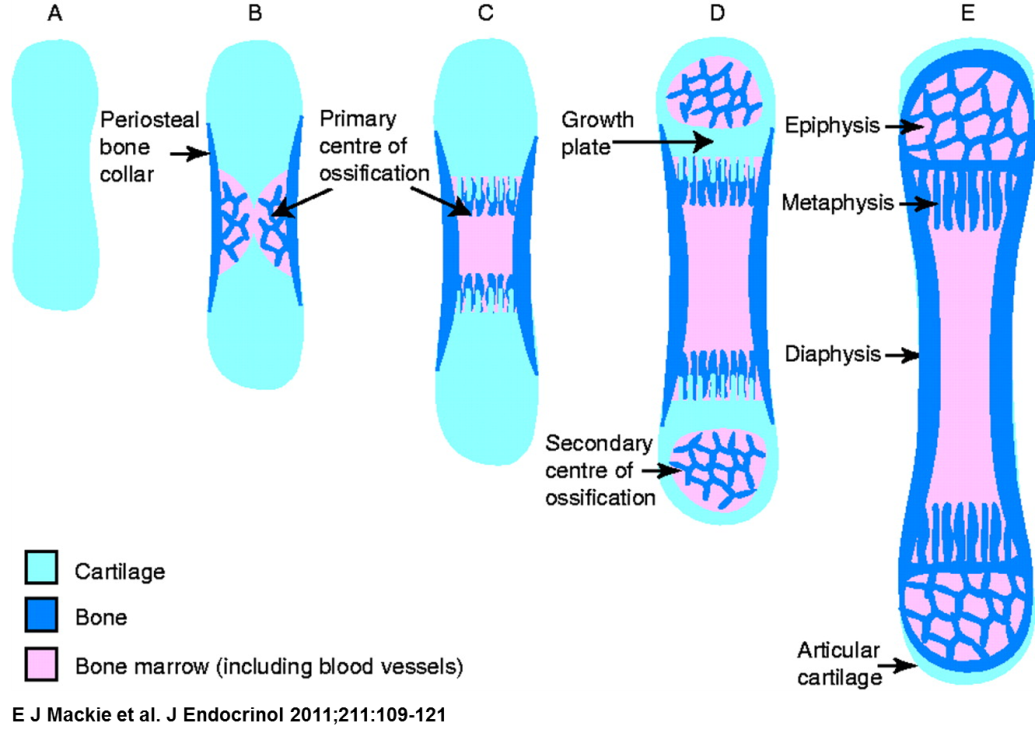 A
B
C
D
E
Periosteal
bone
collar
Primary
centre of
ossification
Growth
plate
Epiphysis
Metaphysis
Diaphysis
Secondary
centre of
ossification
Articular
cartilage
Cartilage
Bone
Bone marrow (including blood vessels)
E J Mackie et al. J Endocrinol 2011;211:109-121